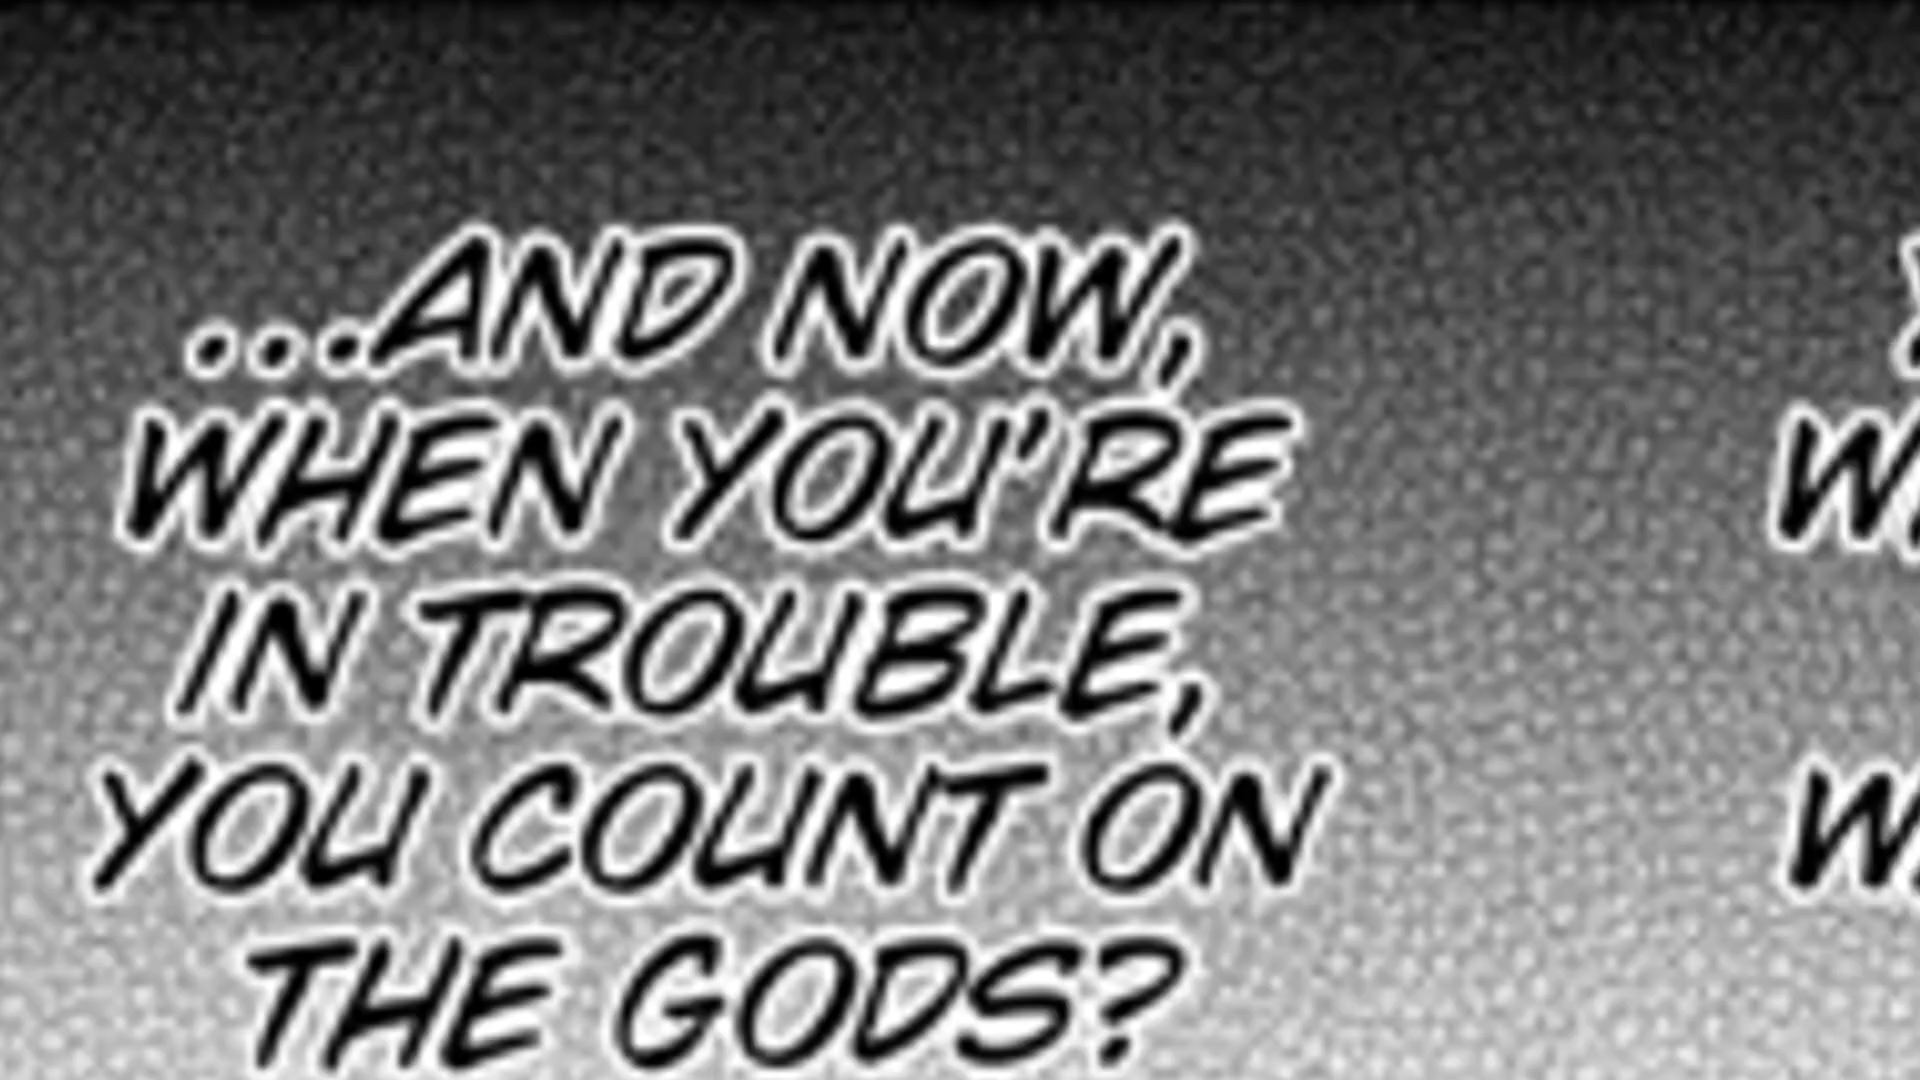 ...AND NOW,
WHEN YOU'RE
IN TROUBLE,
YOU COUNT ON
THE GODS?